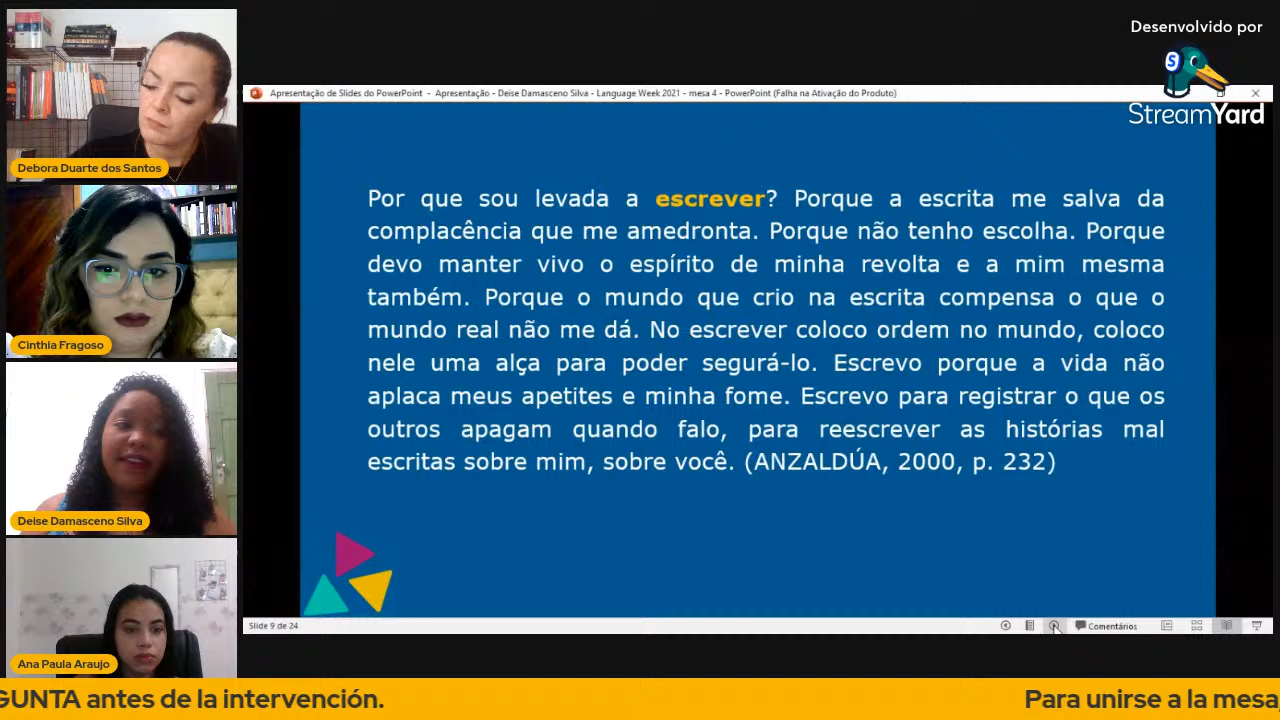 Desenvolvido por
StreamYard
Debora Duarte dos Santos
Cinthia Fragoso
Deise Damasceno Silva
Ana Paula Araujo
Apresentação de Slides do PowerPoint - Apresentação - Deise Damasceno Silva - Language Week 2021 - mesa 4 - PowerPoint (Falha na Ativação do Produto)
Por que sou levada a escrever? Porque a escrita me salva da
complacência que me amedronta. Porque não tenho escolha. Porque
devo manter vivo o espírito de minha revolta e a mim mesma
também. Porque o mundo que crio na escrita compensa o que o
mundo real não me dá. No escrever coloco ordem no mundo, coloco
nele uma alça para poder segurá-lo. Escrevo porque a vida não
aplaca meus apetites e minha fome. Escrevo para registrar o que os
outros apagam quando falo, para reescrever as histórias mal
escritas sobre mim, sobre você. (ANZALDÚA, 2000, p. 232)
Slide 9 de 24
Comentários
GUNTA antes de la intervención.
Para unirse a la mesa,